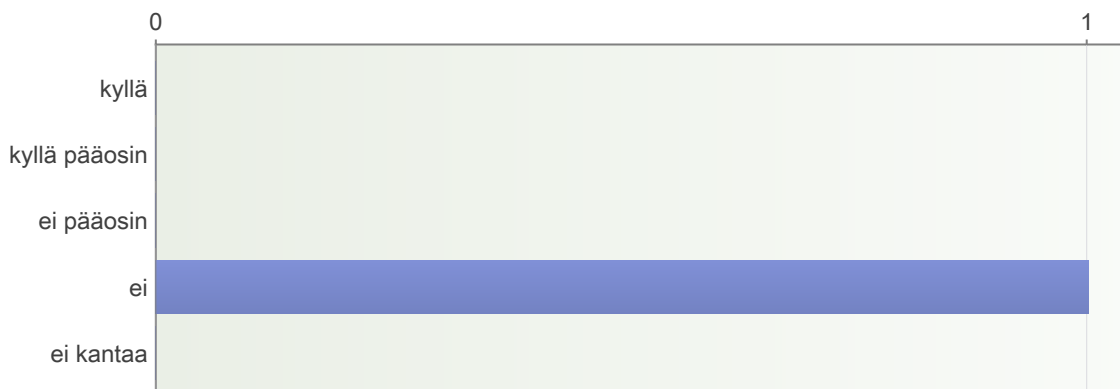 0 1
kyllä
kyllä pääosin
ei pääosin
ei
ei kantaa